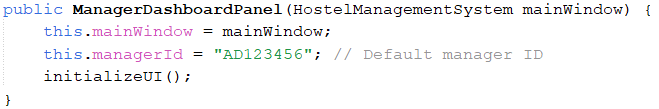 public ManagerDashboardPanel(HostelManagementSystem mainWindow) {
    this.mainWindow = mainWindow;
    this.managerId = "AD123456"; // Default manager ID
    initializeUI();
}